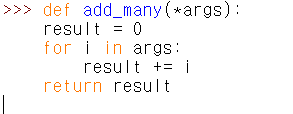 >>> def add_many(*args):
    result = 0
    for i in args:
        result += i
    return result